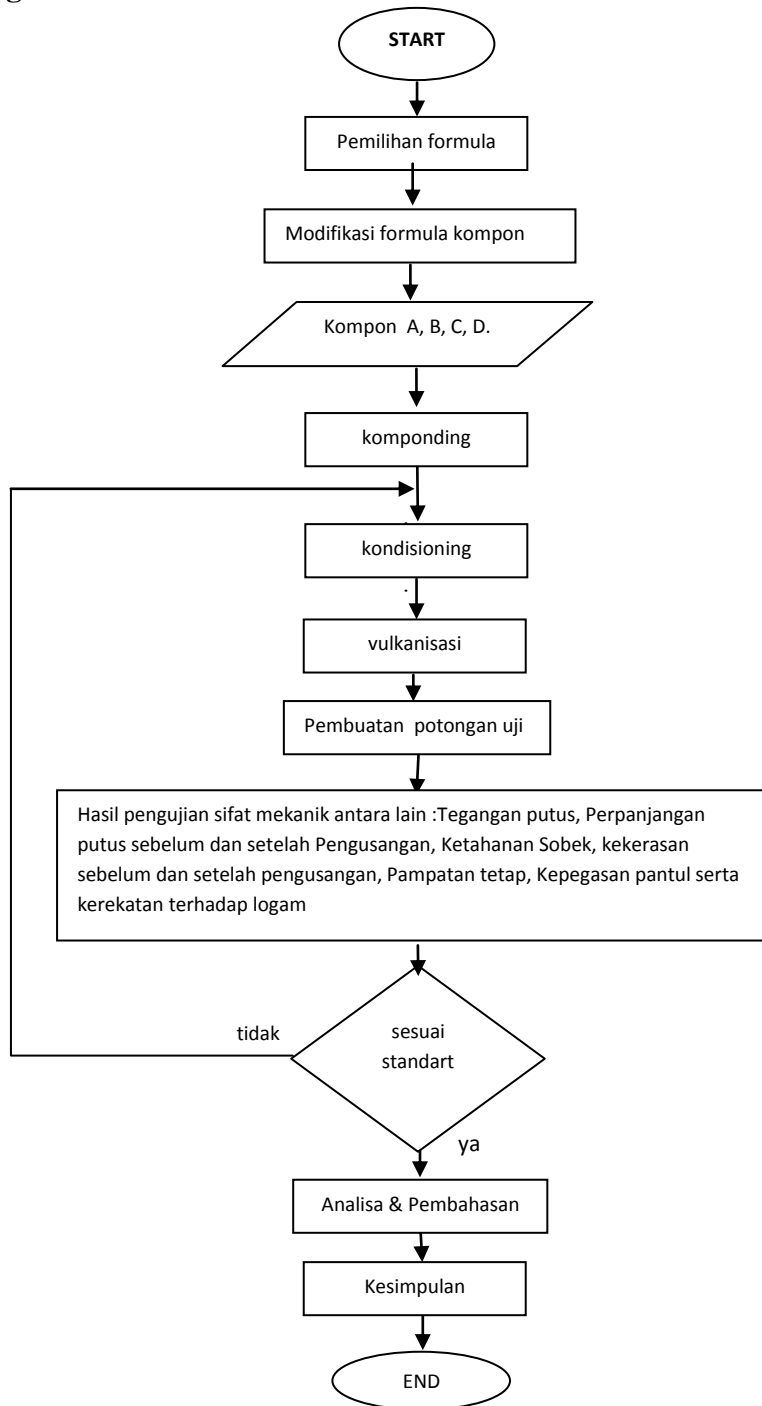 g
START
Pemilihan formula
Modifikasi formula kompon
Kompon A, B, C, D.
komponding
kondisioning
vulkanisasi
Pembuatan potongan uji
Hasil pengujian sifat mekanik antara lain :Tegangan putus, Perpanjangan
putus sebelum dan setelah Pengusangan, Ketahanan Sobek, kekerasan
sebelum dan setelah pengusangan, Pampatan tetap, Kepegasan pantul serta
kerekatan terhadap logam
tidak
sesuai
standart
ya
Analisa & Pembahasan
Kesimpulan
END